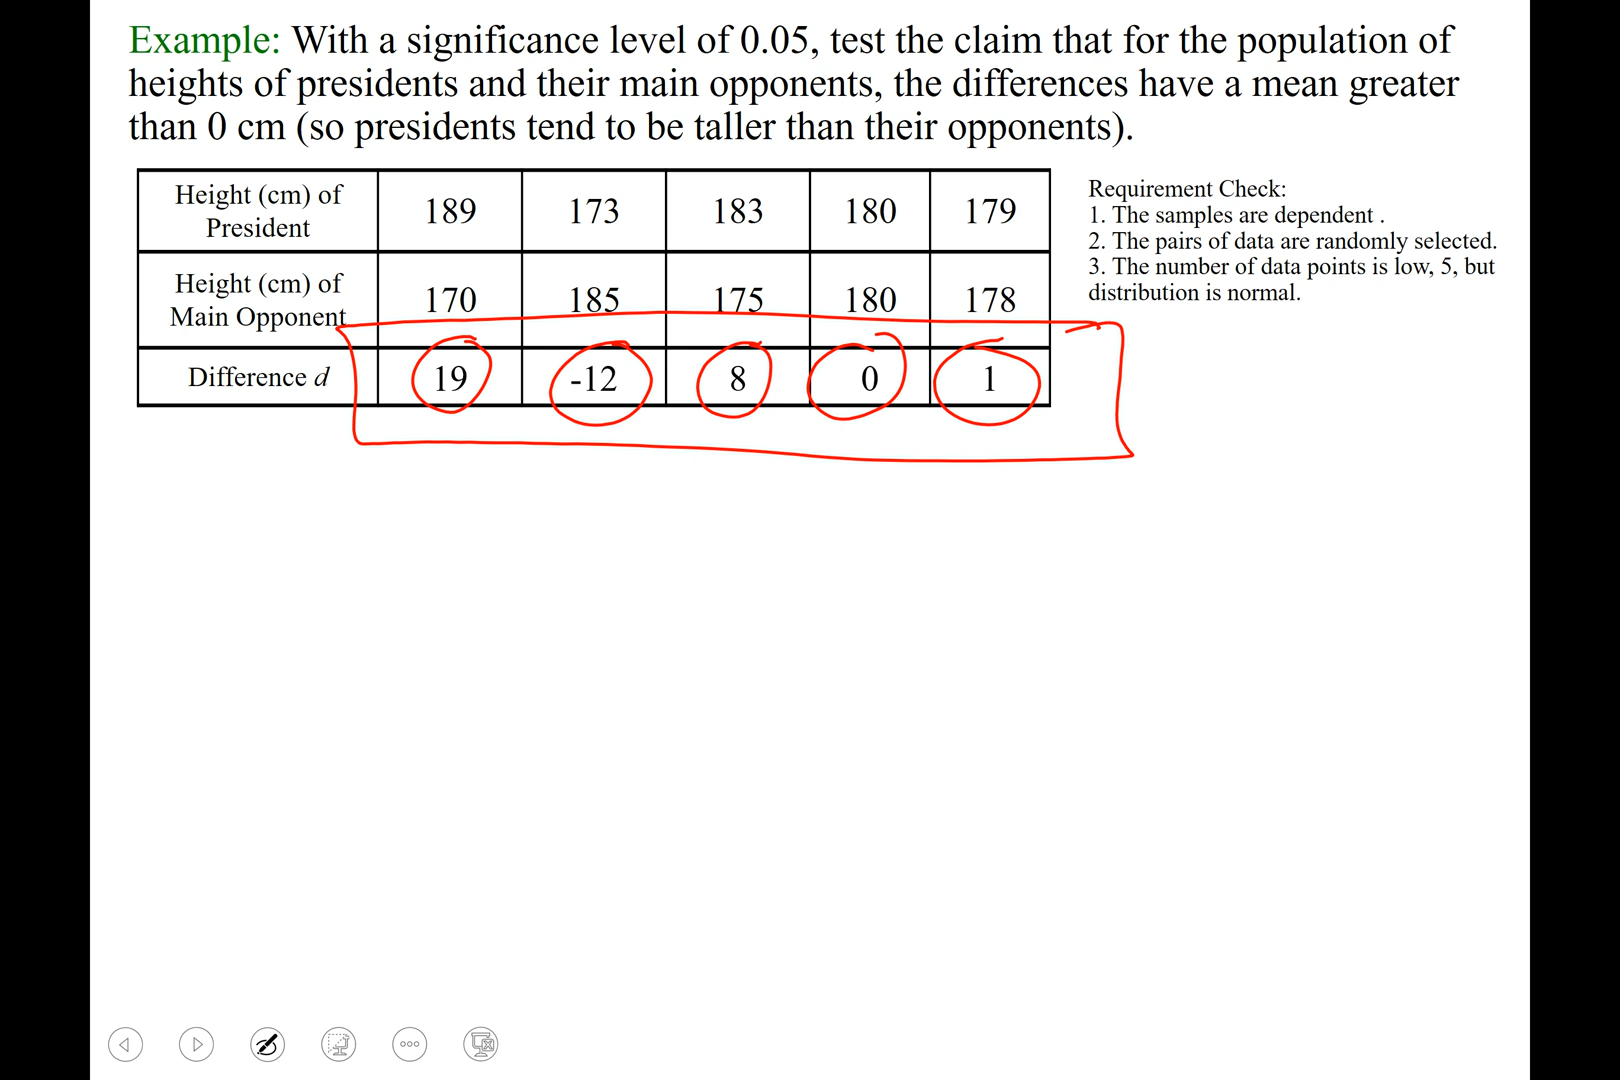 Example: With a significance level of 0.05, test the claim that for the population of
heights of presidents and their main opponents, the differences have a mean greater
than 0 cm (so presidents tend to be taller than their opponents).
Height (cm) of
President 189 173 183 180 179
Height (cm) of
Main Opponent 170 185 175 180 178
Difference d 19 -12 8 0 1
Requirement Check:
1. The samples are dependent .
2. The pairs of data are randomly selected.
3. The number of data points is low, 5, but
distribution is normal.